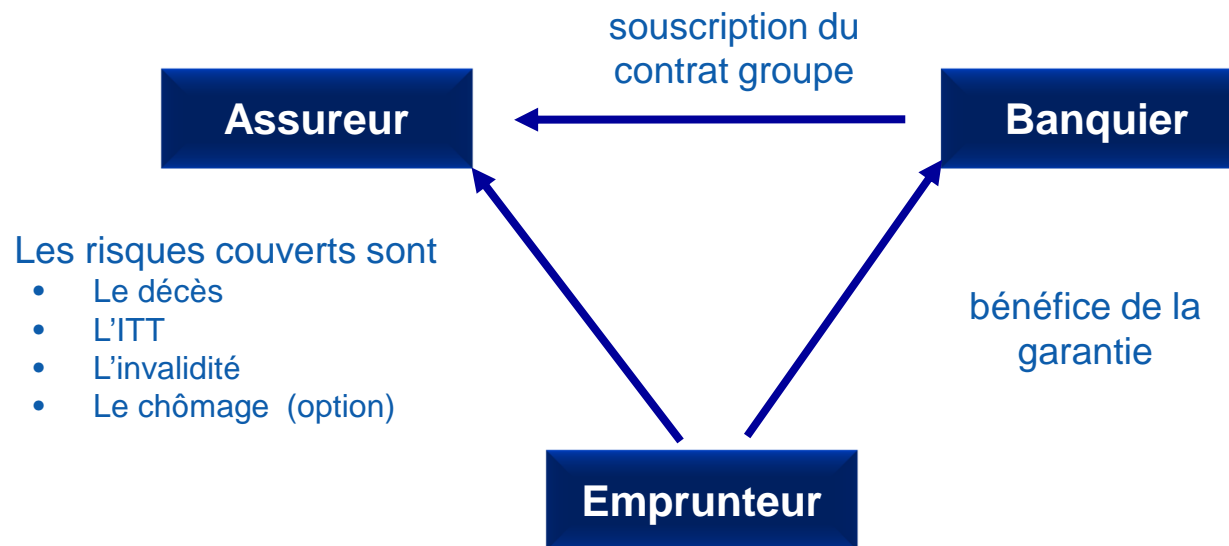 souscription du
contrat groupe
Assureur
Banquier
Les risques couverts sont
• Le décès
• L’ITT
• L’invalidité
• Le chômage (option)
bénéfice de la
garantie
Emprunteur